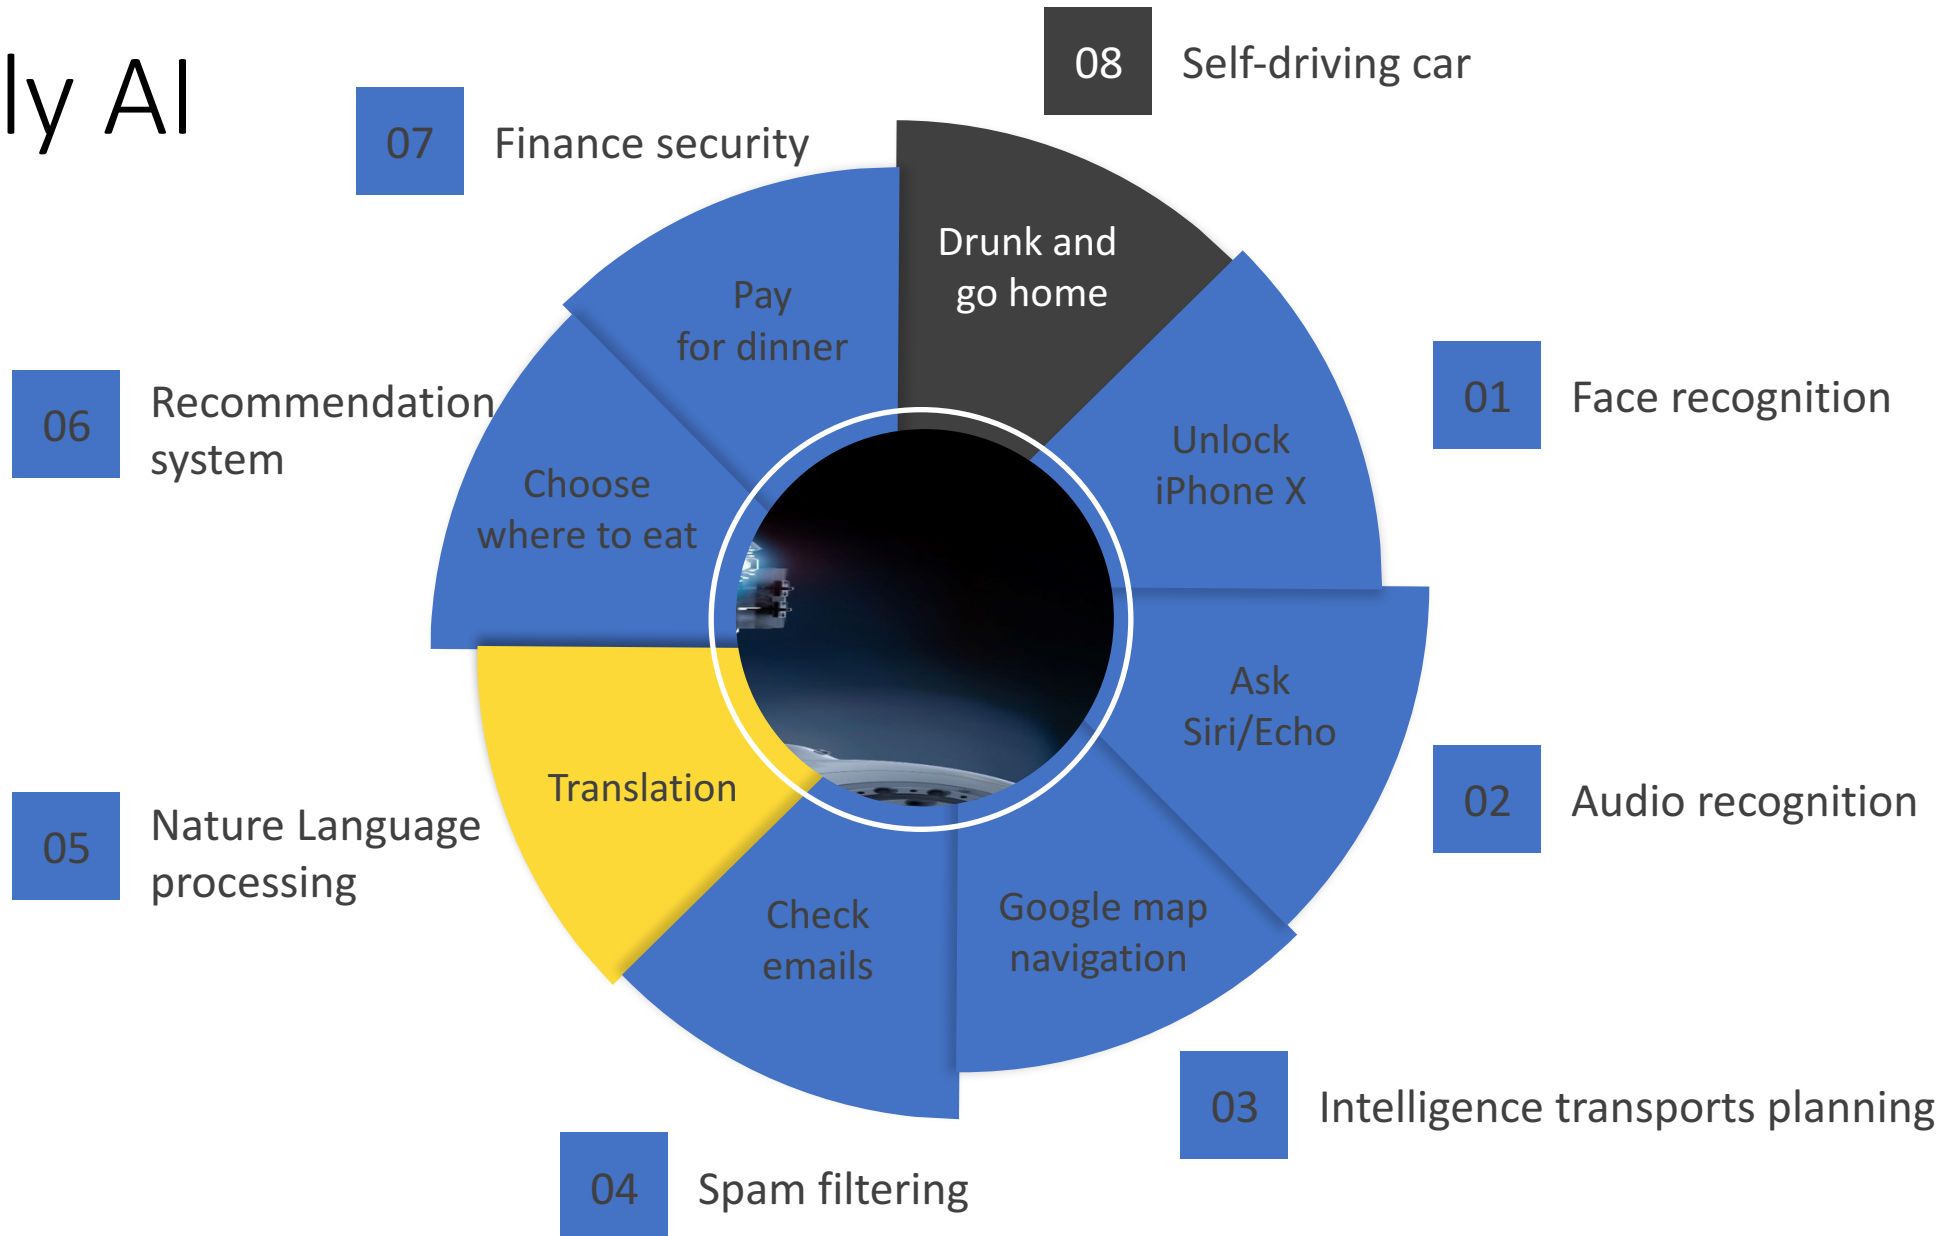 ly AI
08
Self-driving car
07
Finance security
Drunk and
go home
Pay
for dinner
01
Face recognition
Unlock
iPhone X
06
Recommendation
system
Choose
where to eat
Ask
Siri/Echo
02
Audio recognition
Translation
05
Nature Language
processing
Google map
navigation
Check
emails
03
Intelligence transports planning
04
Spam filtering